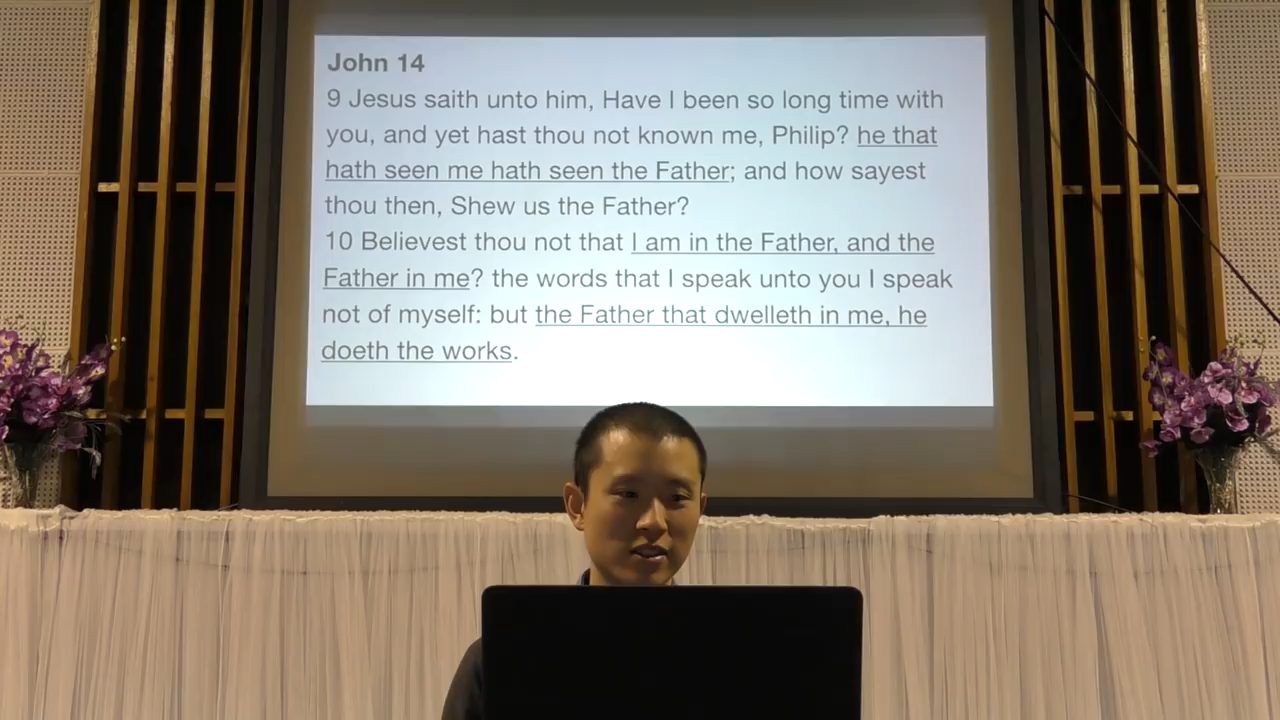 John 14
9 Jesus saith unto him, Have I been so long time with
you, and yet hast thou not known me, Philip? he that
hath seen me hath seen the Father; and how sayest
thou then, Shew us the Father?
10 Believest thou not that I am in the Father, and the
Father in me? the words that I speak unto you I speak
not of myself: but the Father that dwelleth in me, he
doeth the works.